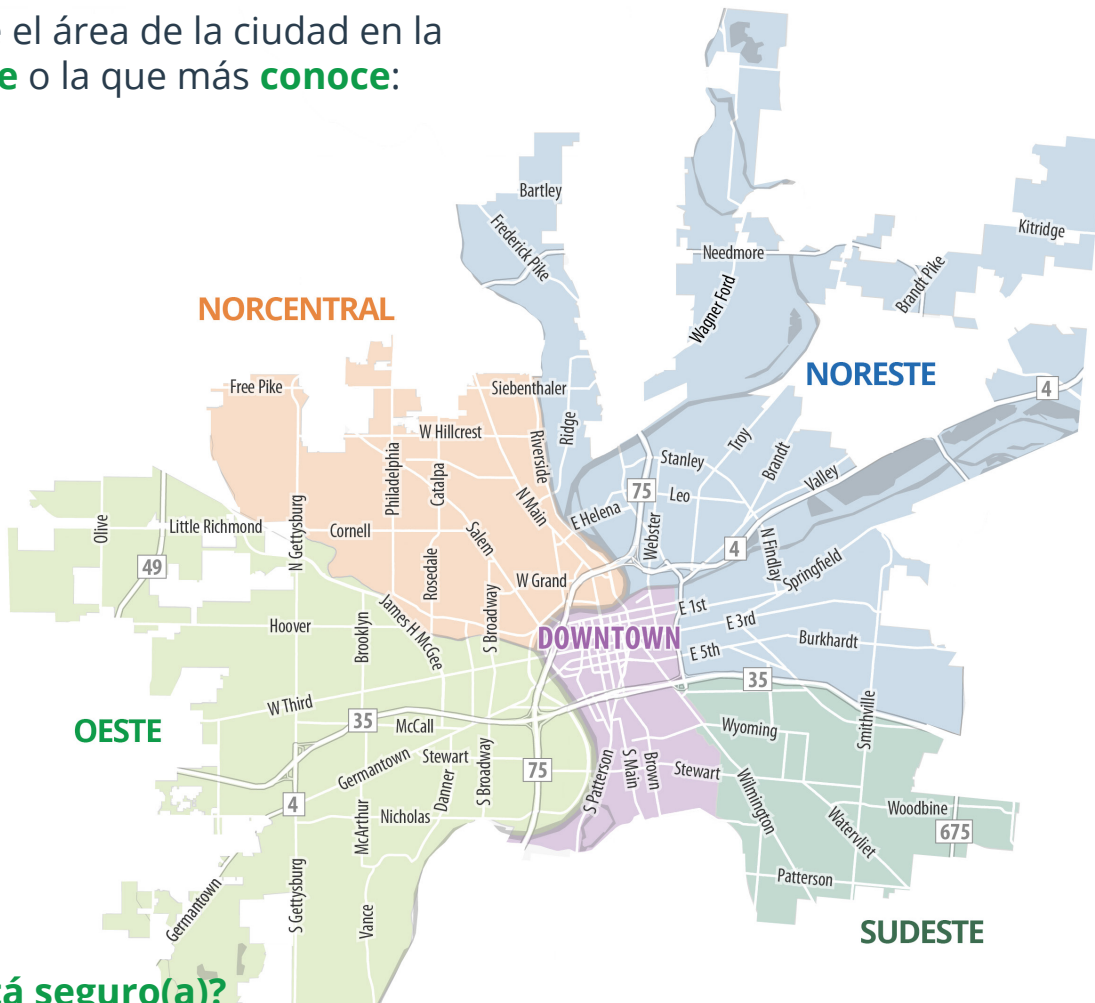 el área de la ciudad en la
e o la que más conoce:
Bartley
Frederick Pike
Kitridge
Needmore
Brandt Pike
Wagner Ford
NORCENTRAL
NORESTE
Free Pike
Siebenthaler
4
W Hillcrest
Riverside
Ridge
Philadelphia
Catalpa
Troy
Brandt
Stanley
Valley
75
Leo
N Main
E Helena
Olive
Little Richmond
N Gettysburg
Cornell
Salem
Webster
4
N Findlay
Springfield
49
Rosedale
W Grand
S Broadway
James H McGee
Brooklyn
Hoover
DOWNTOWN
E 1st
E 3rd
E 5th
Burkhardt
35
W Third
OESTE
35
McCall
Smithville
Wyoming
Germantown
Stewart
Danner
S Broadway
75
S Patterson
S Main
Brown
Stewart
Wilmington
4
McArthur
Nicholas
Watervliet
Woodbine
675
Patterson
Germantown
S Gettysburg
Vance
SUDESTE
tá seguro(a)?